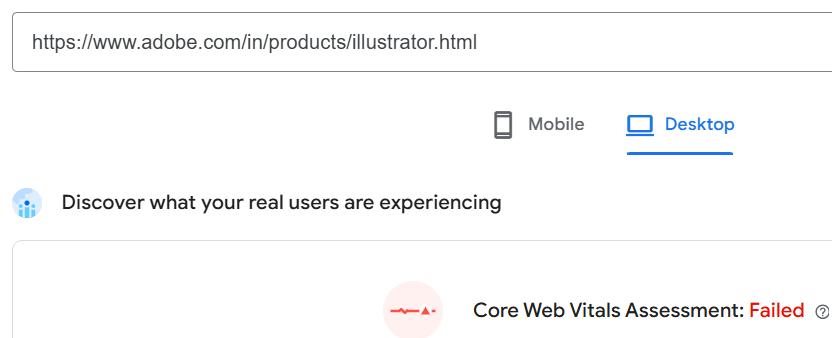 https://www.adobe.com/in/products/illustrator.html
Mobile
Desktop
Discover what your real users are experiencing
Core Web Vitals Assessment: Failed